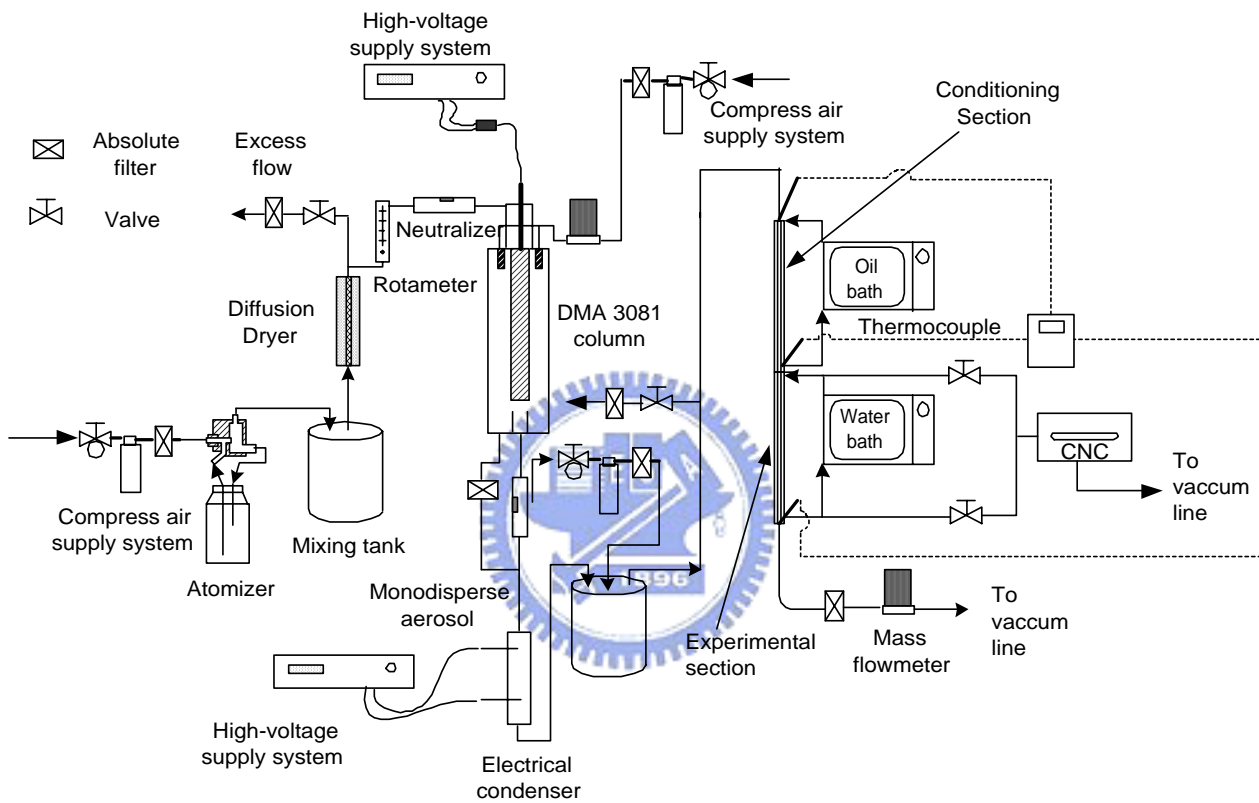 High-voltage
supply system
Conditioning
Section
Compress air
supply system
Absolute
filter
Excess
flow
Valve
Neutralizer
Rotameter
Oil
bath
Diffusion
Dryer
DMA 3081
column
Thermocouple
Water
bath
CNC
To
vaccum
line
Compress air
supply system
Mixing tank
Atomizer
1896
Monodisperse
aerosol
To
vaccum
line
Experimental
section
Mass
flowmeter
High-voltage
supply system
Electrical
condenser